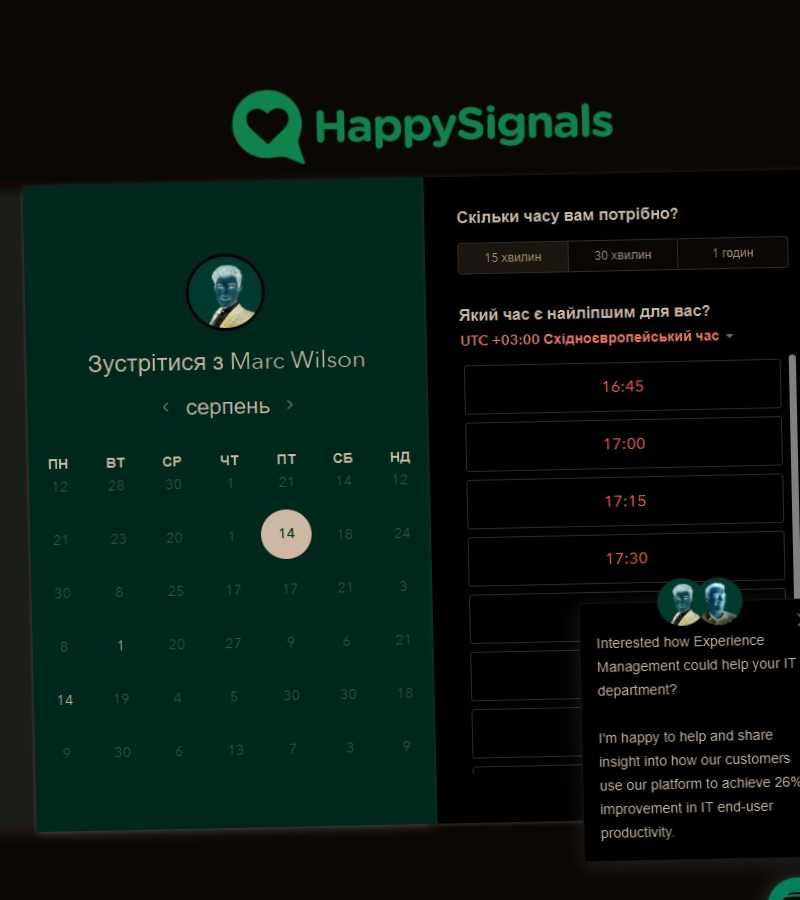 HappySignals
Зустрітися з Marc Wilson
серпень
ПН ВТ СР ЧТ ПТ СБ НД
12 28 30 1 21 14 12
21 23 20 1 14 18 24
30 8 25 17 17 21 3
8 1 20 27 9 6 21
14 19 4 5 30 30 18
9 30 6 13 7 3 9
Скільки часу вам потрібно?
15 хвилин 30 хвилин 1 годин
Який час є найліпшим для вас?
UTC +03:00 Східноєвропейський час
16:45
17:00
17:15
17:30
Interested how Experience
Management could help your IT
department?
I'm happy to help and share
insight into how our customers
use our platform to achieve 26%
improvement in IT end-user
productivity.